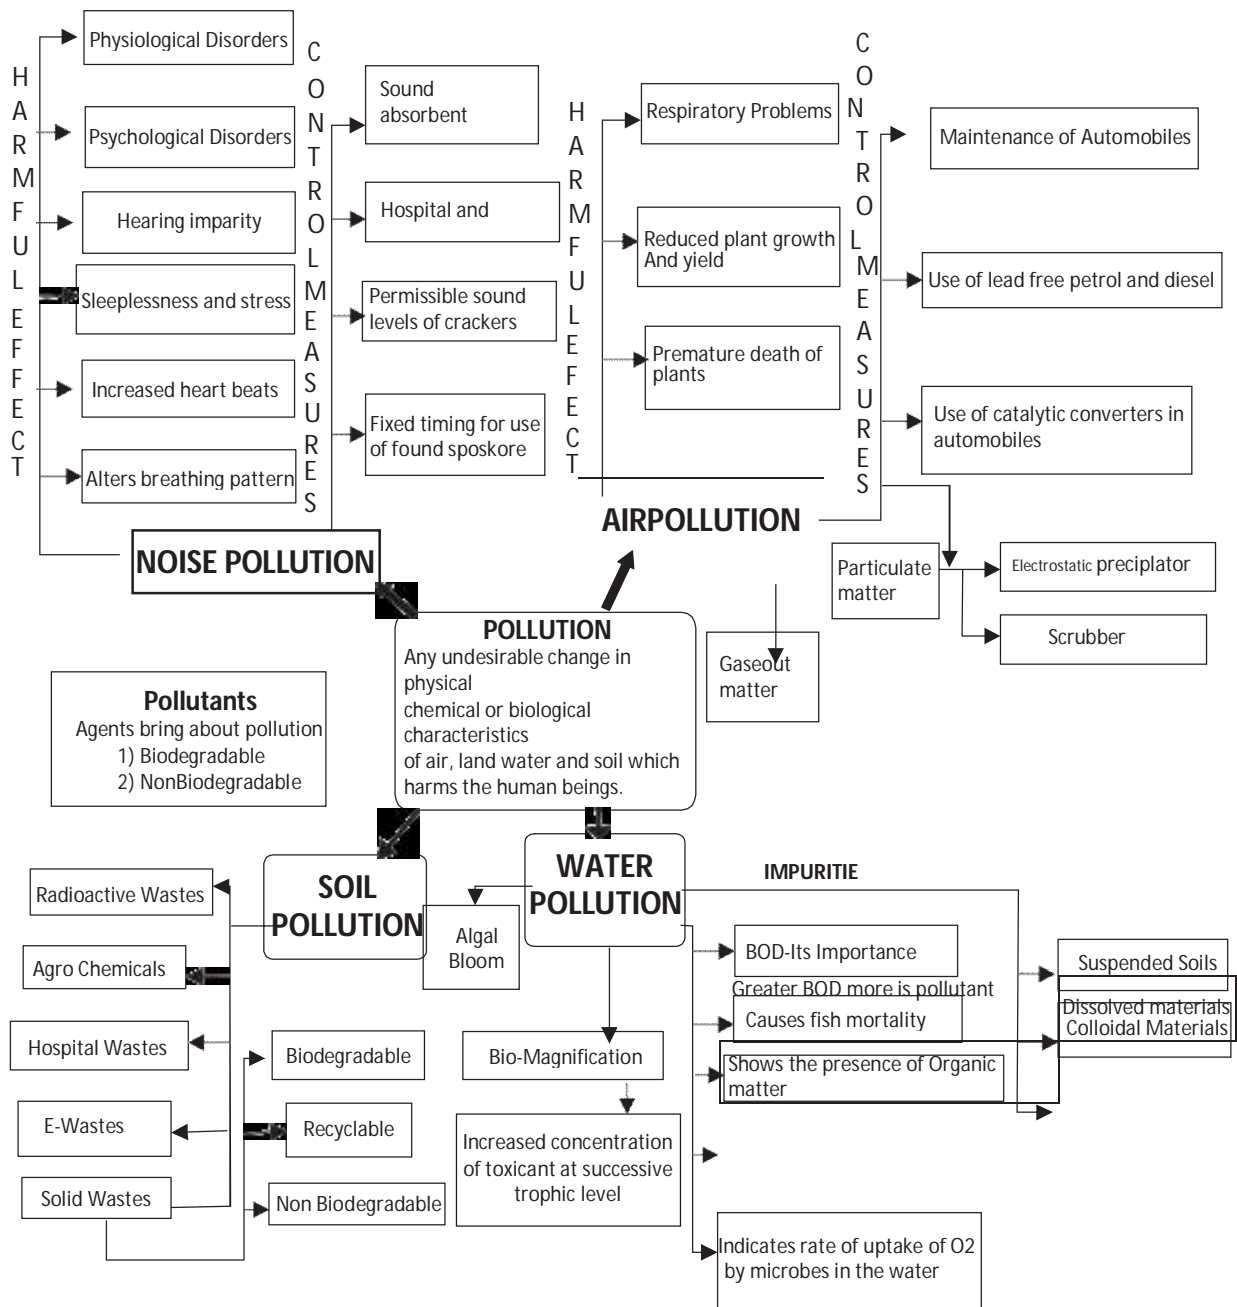 HARMFUL EFFECT
Physiological Disorders
Psychological Disorders
Hearing imparity
Sleeplessness and stress
Increased heart beats
Alters breathing pattern
CONTROL MEASURES
Sound
absorbent
Hospital and
Permissible sound
levels of crackers
Fixed timing for use
of found sposkore
NOISE POLLUTION
HARMFULEFECT
Respiratory Problems
Reduced plant growth
And yield
Premature death of
plants
CONTROL MEASURES
Maintenance of Automobiles
Use of lead free petrol and diesel
Use of catalytic converters in
automobiles
AIRPOLLUTION
Particulate
matter
Electrostatic preciplator
Scrubber
Gaseout
matter
POLLUTION
Any undesirable change in
physical
chemical or biological
characteristics
of air, land water and soil which
harms the human beings.
Pollutants
Agents bring about pollution
1) Biodegradable
2) NonBiodegradable
SOIL
POLLUTION
Radioactive Wastes
Agro Chemicals
Hospital Wastes
E-Wastes
Solid Wastes
Biodegradable
Recyclable
Non Biodegradable
WATER
POLLUTION
Algal
Bloom
Bio-Magnification
Increased concentration
of toxicant at successive
trophic level
IMPURITIE
BOD-Its Importance
Greater BOD more is pollutant
Causes fish mortality
Shows the presence of Organic
matter
Indicates rate of uptake of O2
by microbes in the water
Suspended Soils
Dissolved materials
Colloidal Materials